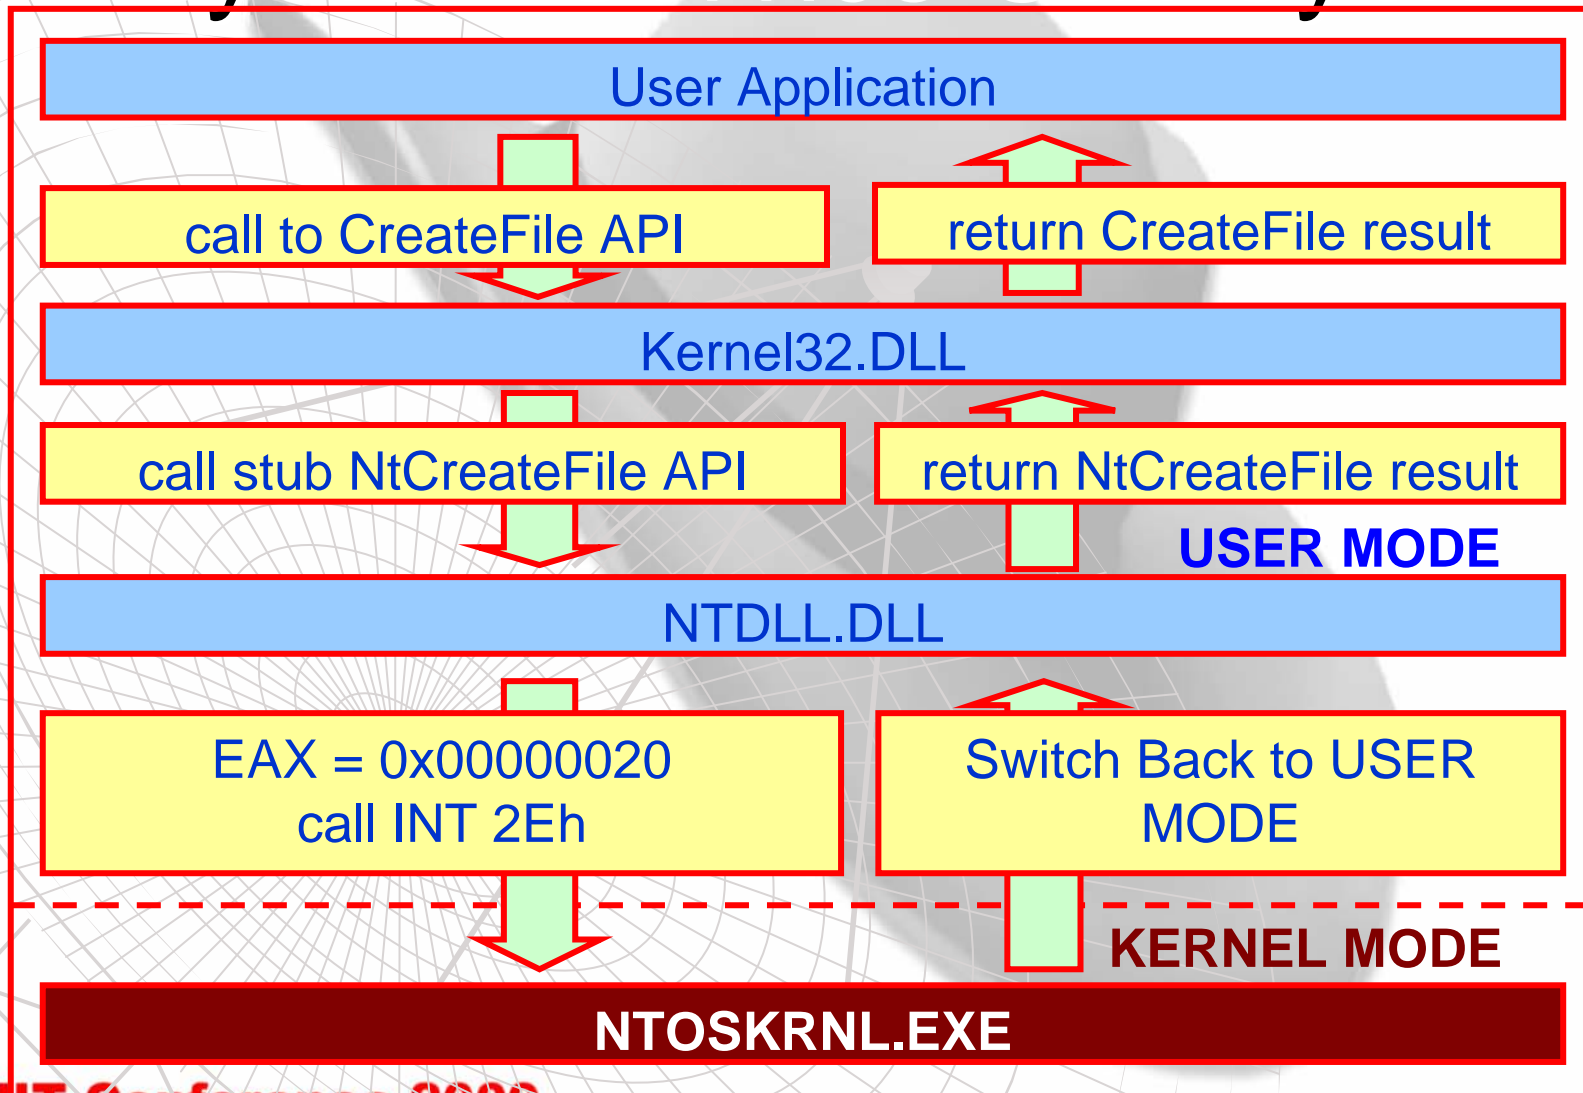 User Application
call to CreateFile API
return CreateFile result
Kernel32.DLL
call stub NtCreateFile API
return NtCreateFile result
USER MODE
NTDLL.DLL
EAX = 0x00000020
call INT 2Eh
Switch Back to USER
MODE
KERNEL MODE
NTOSKRNL.EXE
Conference